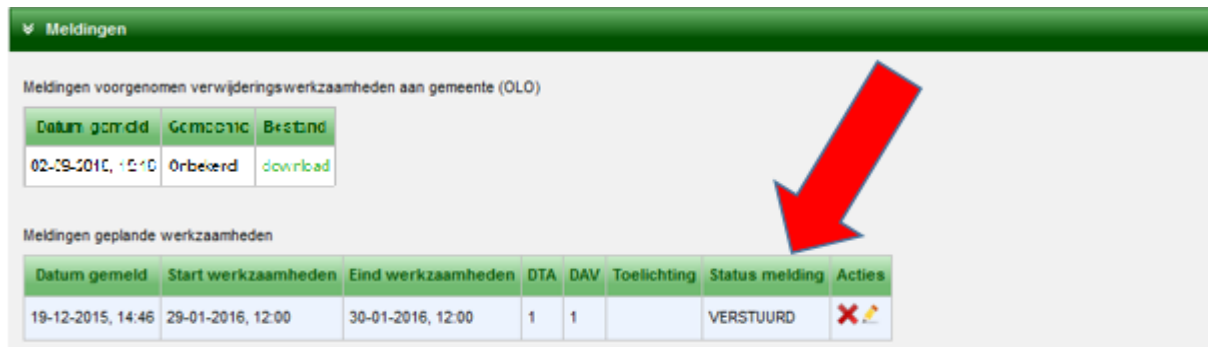 Meldingen
Meldingen voorgenomen verwijderingswerkzaamheden aan gemeente (OLO)
Datum gemeld Gemeente Bestand
Onbekend download
Meldingen geplande werkzaamheden
Datum gemeld Start werkzaamheden Eind werkzaamheden DTA DAV Toelichting Status melding Acties
19-12-2015, 14:46 29-01-2016, 12:00 30-01-2016, 12:00 1 1 VERSTUURD